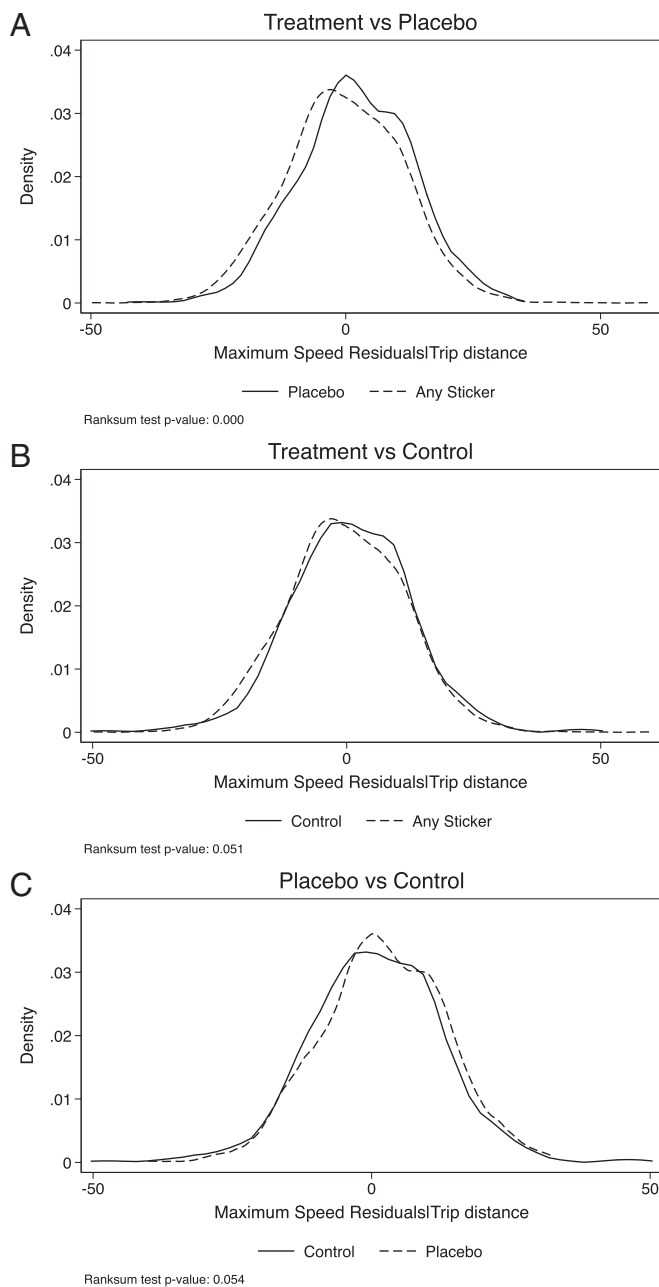 A
Treatment vs Placebo
.04
.03
.02
.01
0
Density
-50 0 50
Maximum Speed Residuals|Trip distance
Placebo Any Sticker
Ranksum test p-value: 0.000
B
Treatment vs Control
.04
.03
.02
.01
0
Density
-50 0 50
Maximum Speed Residuals|Trip distance
Control Any Sticker
Ranksum test p-value: 0.051
C
Placebo vs Control
.04
.03
.02
.01
0
Density
-50 0 50
Maximum Speed Residuals|Trip distance
Control Placebo
Ranksum test p-value: 0.054